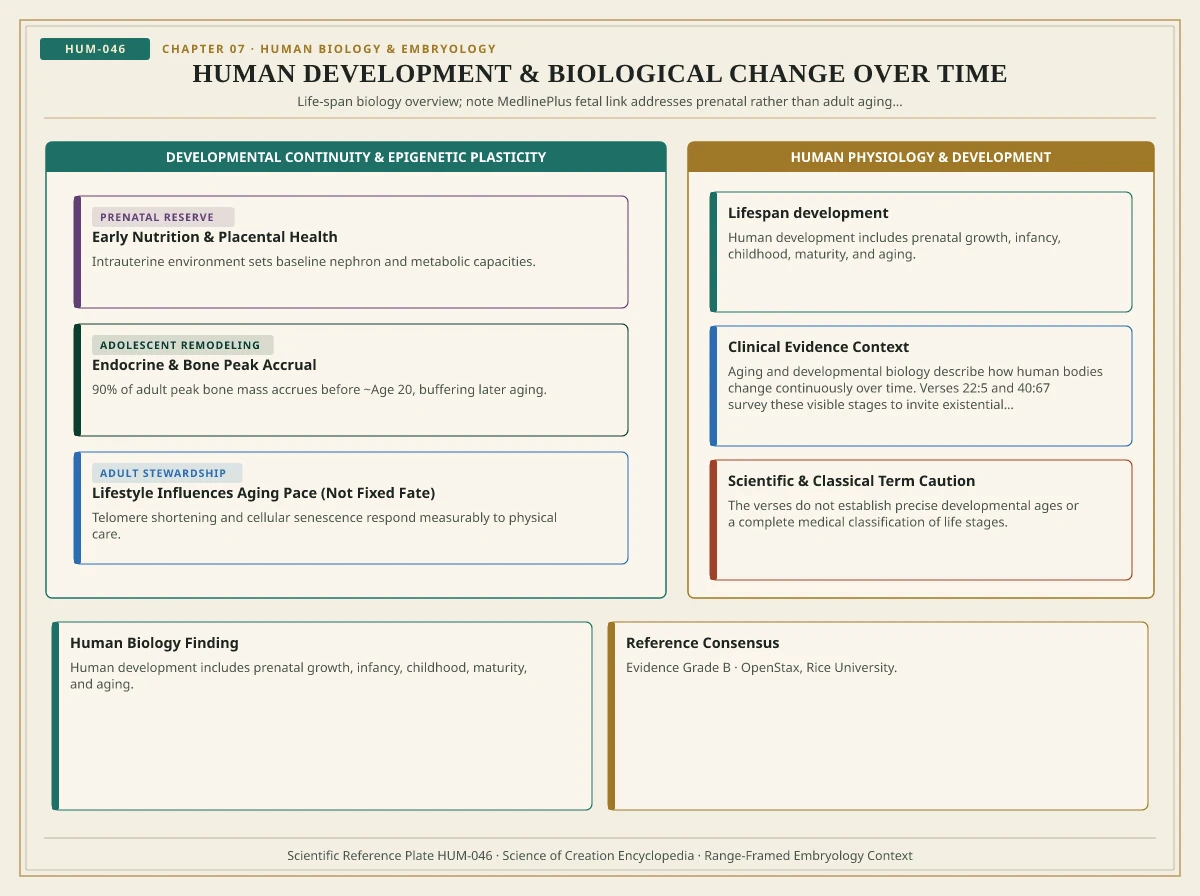 HUM-046
CHAPTER 07 · HUMAN BIOLOGY & EMBRYOLOGY
HUMAN DEVELOPMENT & BIOLOGICAL CHANGE OVER TIME
Life-span biology overview; note MedlinePlus fetal link addresses prenatal rather than adult aging...
DEVELOPMENTAL CONTINUITY & EPIGENETIC PLASTICITY
PRENATAL RESERVE
Early Nutrition & Placental Health
Intrauterine environment sets baseline nephron and metabolic capacities.
ADOLESCENT REMODELING
Endocrine & Bone Peak Accrual
90% of adult peak bone mass accrues before ~Age 20, buffering later aging.
ADULT STEWARDSHIP
Lifestyle Influences Aging Pace (Not Fixed Fate)
Telomere shortening and cellular senescence respond measurably to physical
care.
HUMAN PHYSIOLOGY & DEVELOPMENT
Lifespan development
Human development includes prenatal growth, infancy,
childhood, maturity, and aging.
Clinical Evidence Context
Aging and developmental biology describe how human bodies
change continuously over time. Verses 22:5 and 40:67
survey these visible stages to invite existential...
Scientific & Classical Term Caution
The verses do not establish precise developmental ages or
a complete medical classification of life stages.
Human Biology Finding
Human development includes prenatal growth, infancy, childhood, maturity,
and aging.
Reference Consensus
Evidence Grade B · OpenStax, Rice University.
Scientific Reference Plate HUM-046 · Science of Creation Encyclopedia · Range-Framed Embryology Context